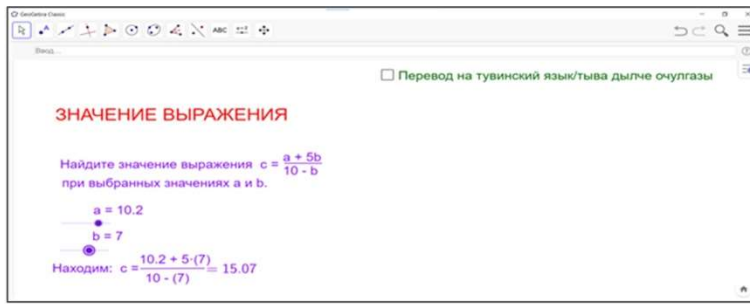 GeoGebra Classic
ABC
Ввод...
Перевод на тувинский язык/тыва дылче очулгазы
ЗНАЧЕНИЕ ВЫРАЖЕНИЯ
Найдите значение выражения c = (a + 5b)/(10 - b)
при выбранных значениях a и b.
a = 10.2
b = 7
Находим: c = (10.2 + 5·(7))/(10 - (7)) = 15.07